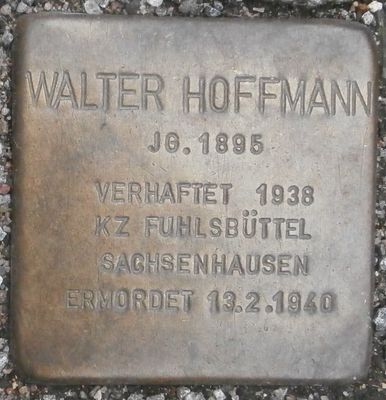 WALTER HOFFMANN
JG. 1895
VERHAFTET 1938
KZ FUHLSBÜTTEL
SACHSENHAUSEN
ERMORDET 13.2.1940